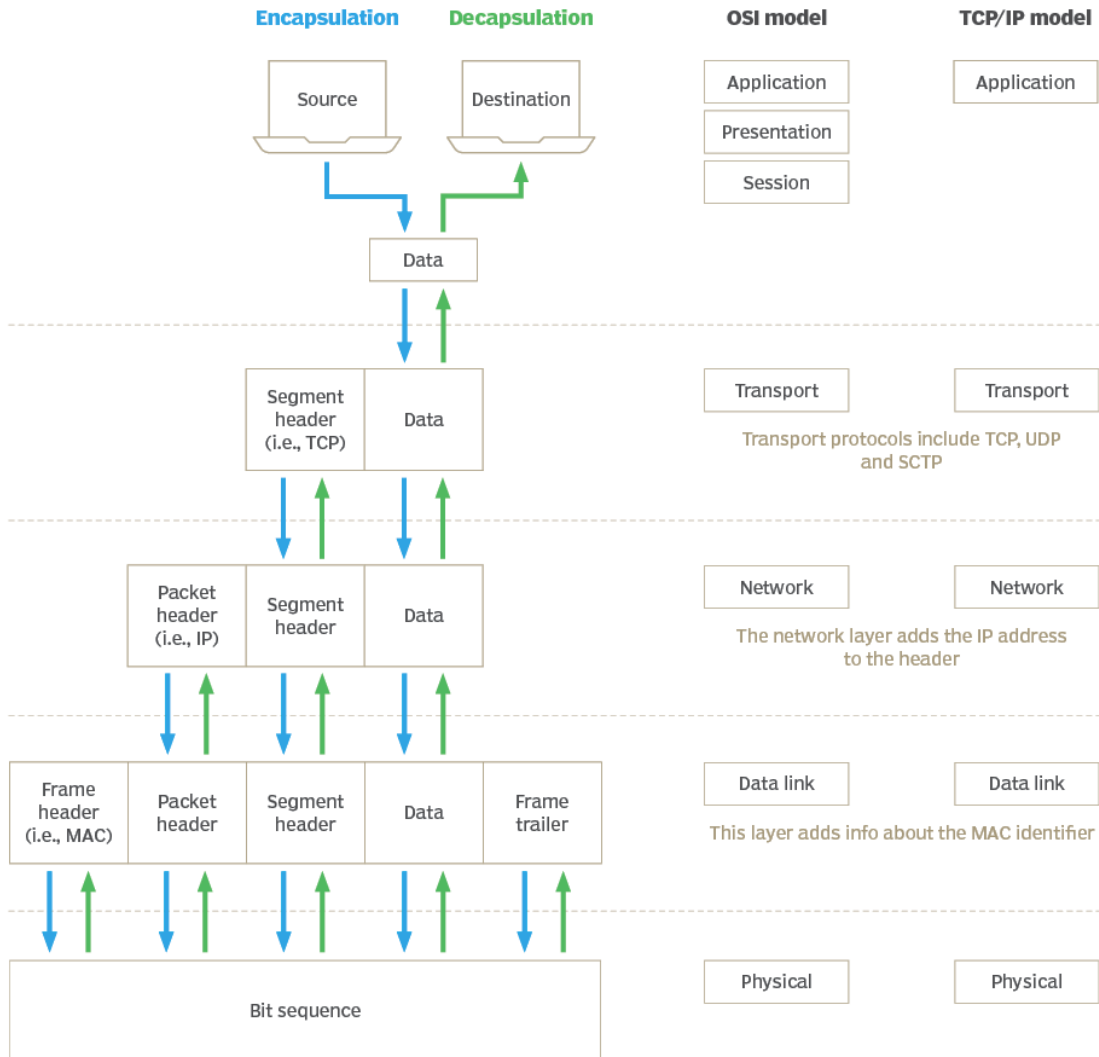 Encapsulation
Decapsulation
OSI model
TCP/IP model
Source
Destination
Application
Application
Presentation
Session
Data
Segment
header
(i.e., TCP)
Data
Transport
Transport
Transport protocols include TCP, UDP
and SCTP
Packet
header
(i.e., IP)
Segment
header
Data
Network
Network
The network layer adds the IP address
to the header
Frame
header
(i.e., MAC)
Packet
header
Segment
header
Data
Frame
trailer
Data link
Data link
This layer adds info about the MAC identifier
Bit sequence
Physical
Physical